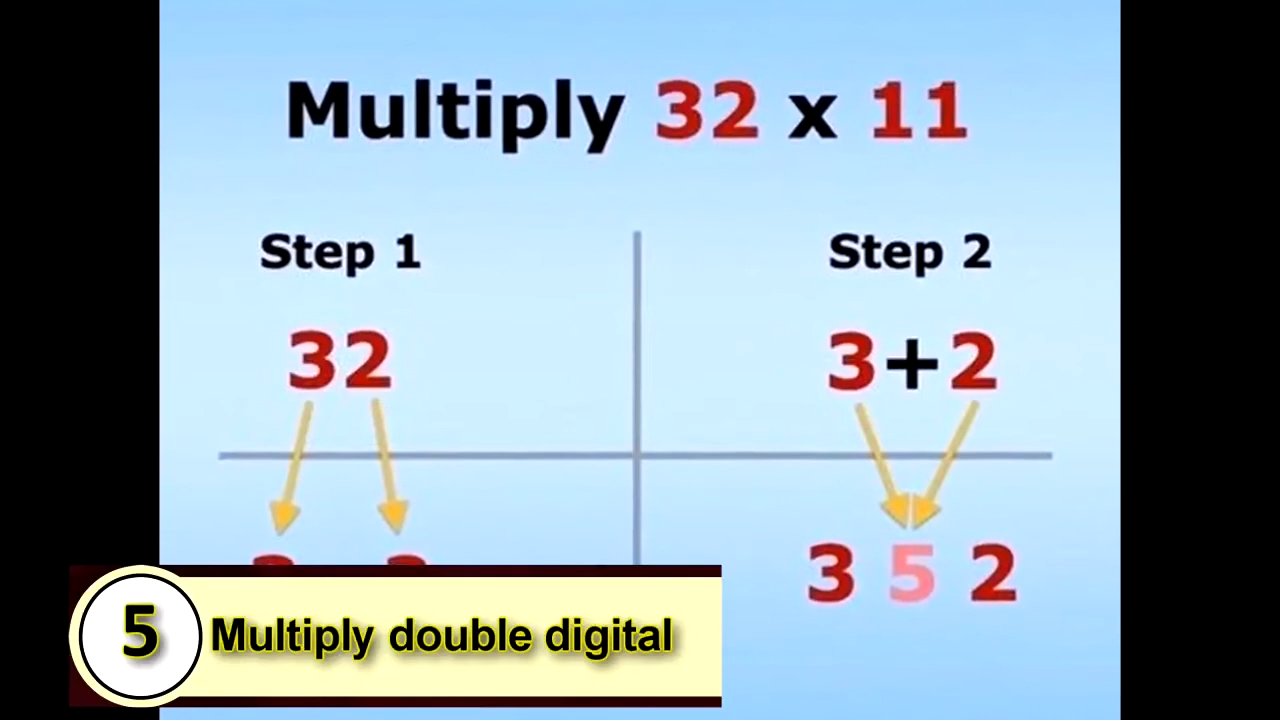 Multiply 32 x 11
Step 1
Step 2
32
3+2
3 5 2
5
Multiply double digital